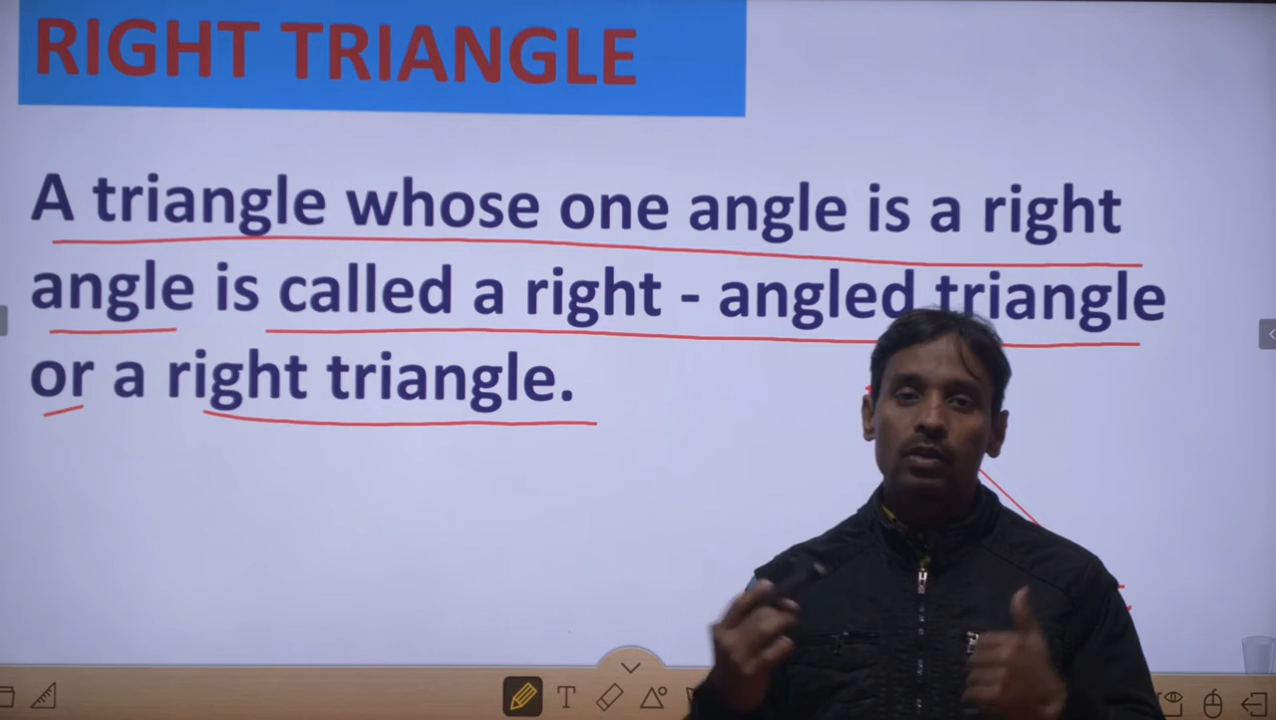 RIGHT TRIANGLE
A triangle whose one angle is a right
angle is called a right - angled triangle
or a right triangle.
T